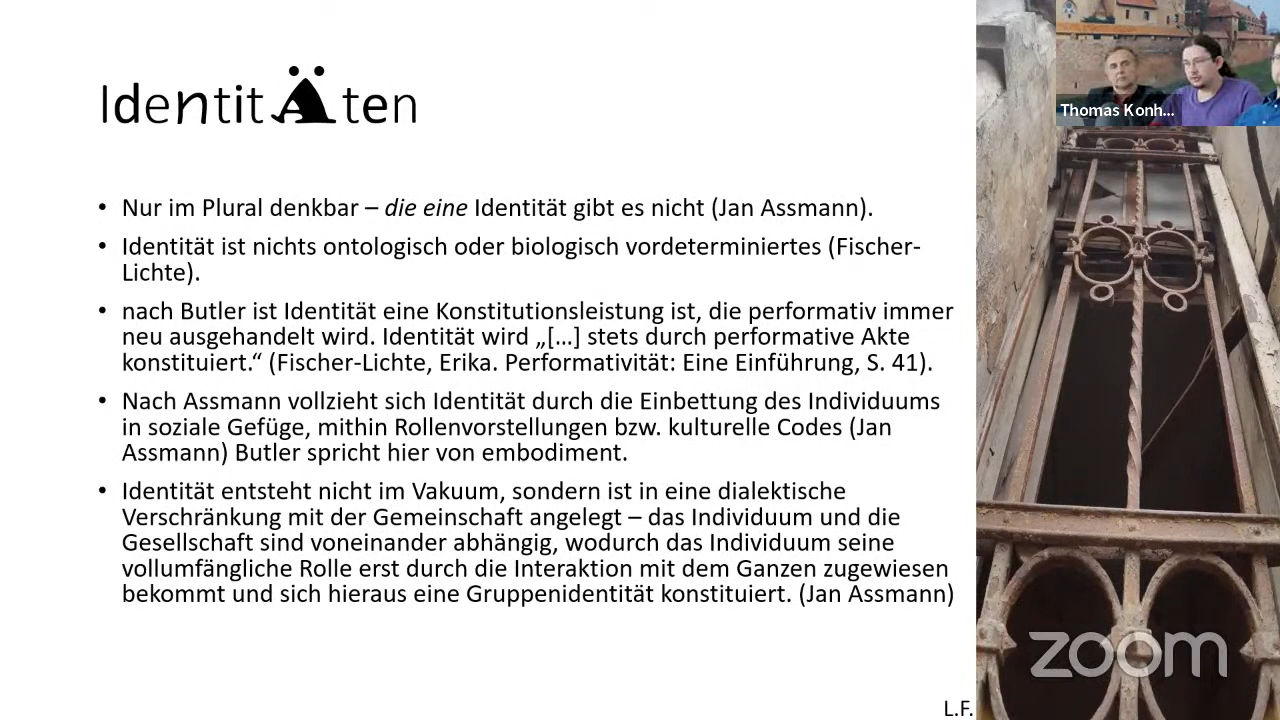 IdentitÄten
Thomas Konh...
• Nur im Plural denkbar – die eine Identität gibt es nicht (Jan Assmann).
• Identität ist nichts ontologisch oder biologisch vordeterminiertes (Fischer-
Lichte).
• nach Butler ist Identität eine Konstitutionsleistung ist, die performativ immer
neu ausgehandelt wird. Identität wird „[…] stets durch performative Akte
konstituiert.“ (Fischer-Lichte, Erika. Performativität: Eine Einführung, S. 41).
• Nach Assmann vollzieht sich Identität durch die Einbettung des Individuums
in soziale Gefüge, mithin Rollenvorstellungen bzw. kulturelle Codes (Jan
Assmann) Butler spricht hier von embodiment.
• Identität entsteht nicht im Vakuum, sondern ist in eine dialektische
Verschränkung mit der Gemeinschaft angelegt – das Individuum und die
Gesellschaft sind voneinander abhängig, wodurch das Individuum seine
vollumfängliche Rolle erst durch die Interaktion mit dem Ganzen zugewiesen
bekommt und sich hieraus eine Gruppenidentität konstituiert. (Jan Assmann)
zoom
L.F.